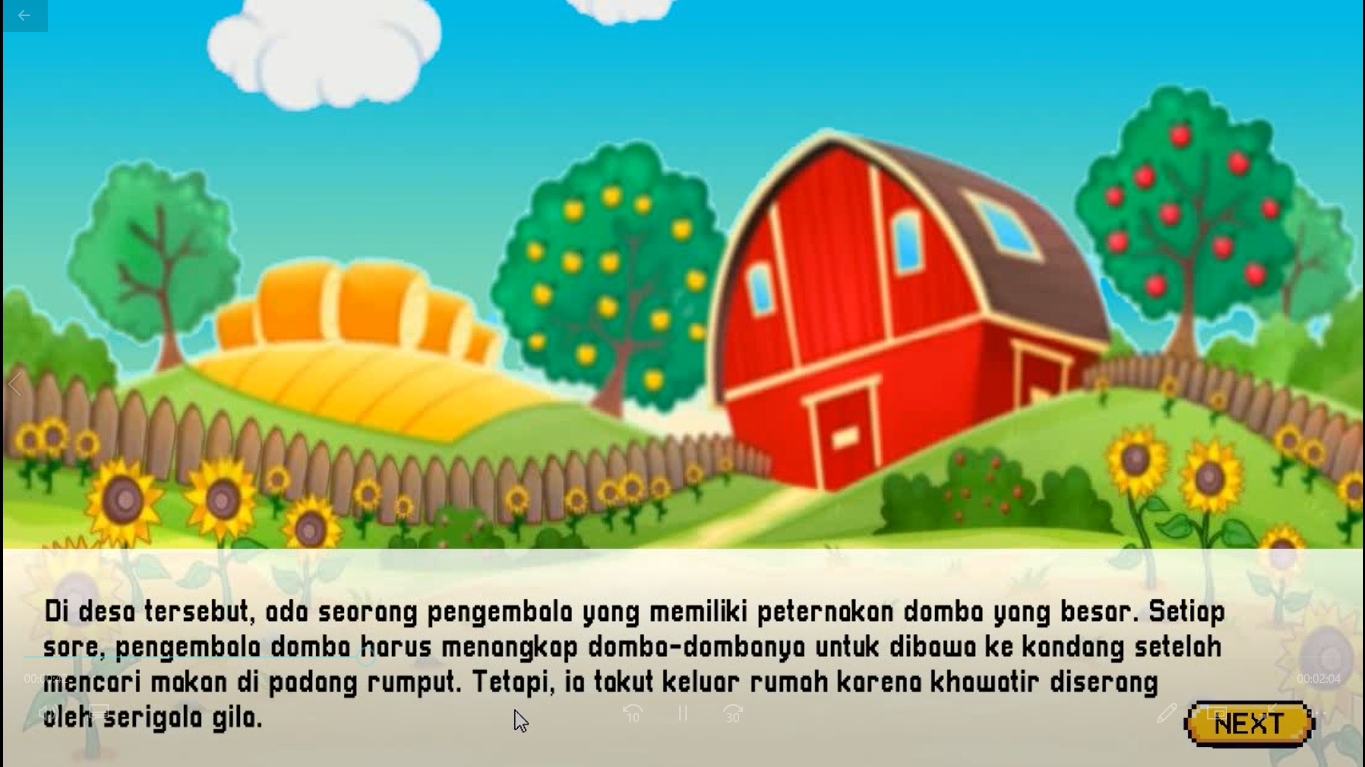 Di desa tersebut, ada seorang pengembala yang memiliki peternakan domba yang besar. Setiap
sore, pengembala domba harus menangkap domba-dombanya untuk dibawa ke kandang setelah
mencari makan di padang rumput. Tetapi, ia takut keluar rumah karena khawatir diserang
oleh serigala gila.
00:02:04
10
30
NEXT